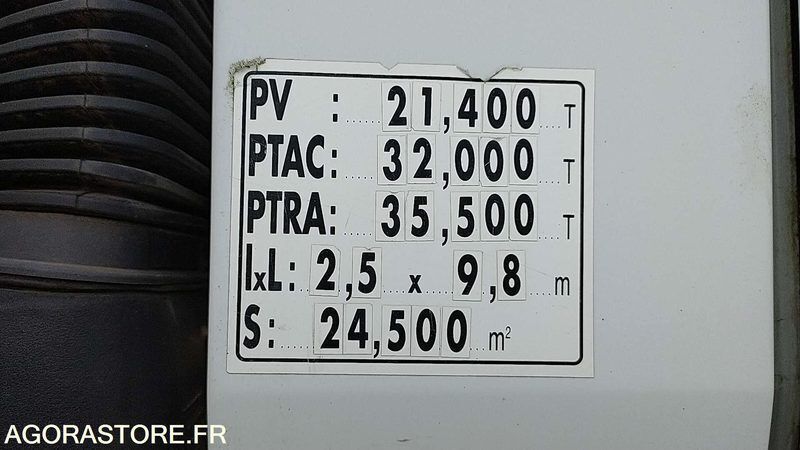 PV : 21,400 T
PTAC: 32,000 T
PTRA: 35,500 T
IxL: 2,5 x 9,8 m
S: 24,500 m²
AGORASTORE.FR